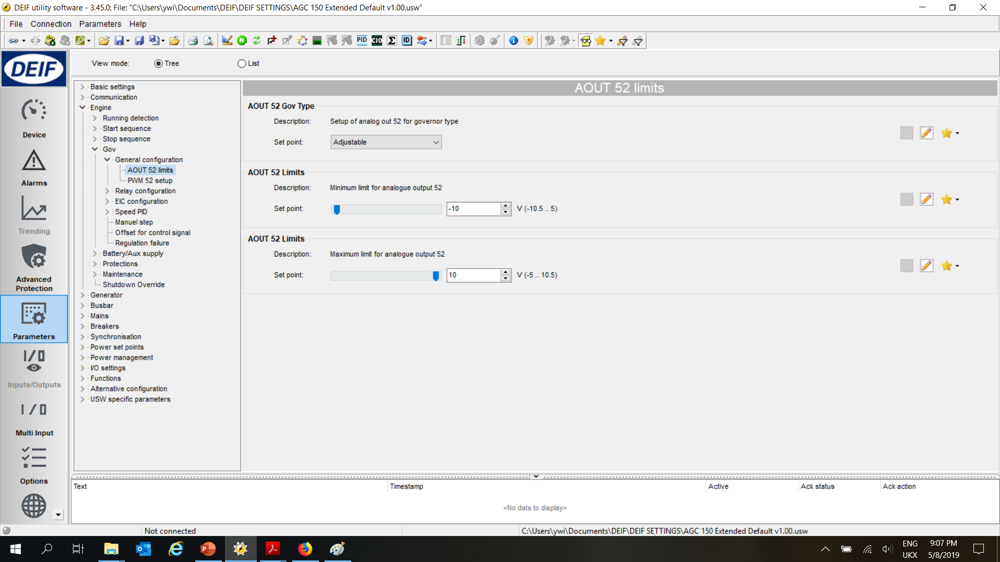 DEIF utility software - 3.45.0; File: "C:\Users\ywi\Documents\DEIF\DEIF SETTINGS\AGC 150 Extended Default v1.00.usw"
File Connection Parameters Help
N PID CIO Σ ID
DEIF
View mode: Tree List
Device
Alarms
Trending
Advanced
Protection
Parameters
Inputs/Outputs
Multi Input
Options
Basic settings
Communication
Engine
Running detection
Start sequence
Stop sequence
Gov
General configuration
AOUT 52 limits
PWM 52 setup
Relay configuration
EIC configuration
Speed PID
Manuel step
Offset for control signal
Regulation failure
Battery/Aux supply
Protections
Maintenance
Shutdown Override
Generator
Busbar
Mains
Breakers
Synchronisation
Power set points
Power management
I/O settings
Functions
Alternative configuration
USW specific parameters
AOUT 52 limits
AOUT 52 Gov Type
Description: Setup of analog out 52 for governor type
Set point: Adjustable
AOUT 52 Limits
Description: Minimum limit for analogue output 52
Set point: -10 V (-10.5 .. 5)
AOUT 52 Limits
Description: Maximum limit for analogue output 52
Set point: 10 V (-5 .. 10.5)
Text Timestamp Active Ack status Ack action
<No data to display>
Not connected C:\Users\ywi\Documents\DEIF\DEIF SETTINGS\AGC 150 Extended Default v1.00.usw
ENG 9:07 PM
UKX 5/8/2019